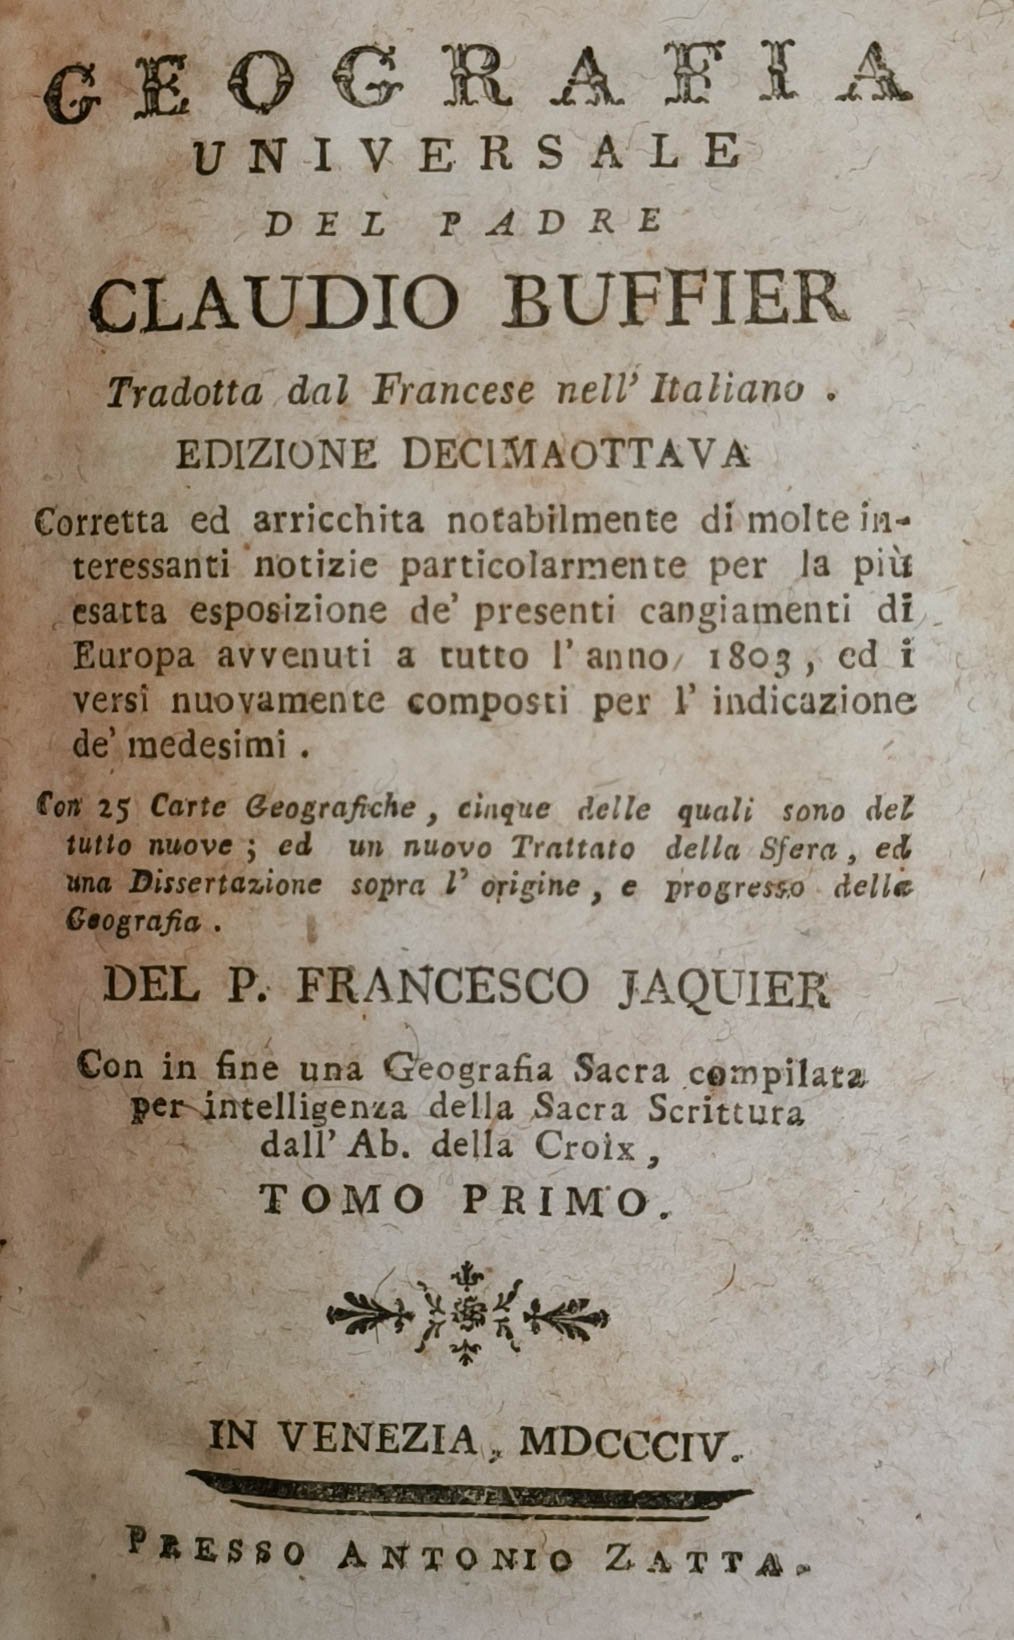 GEOGRAFIA
UNIVERSALE
DEL PADRE
CLAUDIO BUFFIER
Tradotta dal Francese nell' Italiano .
EDIZIONE DECIMAOTTAVA
Corretta ed arricchita notabilmente di molte in-
teressanti notizie particolarmente per la più
esatta esposizione de' presenti cangiamenti di
Europa avvenuti a tutto l' anno 1803 , ed i
versi nuovamente composti per l' indicazione
de' medesimi .
Con 25 Carte Geografiche , cinque delle quali sono del
tutto nuove ; ed un nuovo Trattato della Sfera , ed
una Dissertazione sopra l' origine , e progresso della
Geografia .
DEL P. FRANCESCO JAQUIER
Con in fine una Geografia Sacra compilata
per intelligenza della Sacra Scrittura
dall' Ab. della Croix ,
TOMO PRIMO.
IN VENEZIA, MDCCCIV.
PRESSO ANTONIO ZATTA.